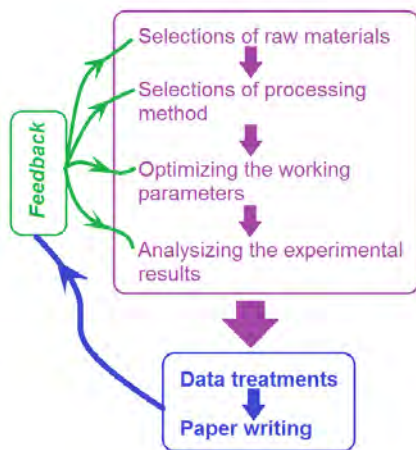 Selections of raw materials
Selections of processing
method
Optimizing the working
parameters
Analysizing the experimental
results
Feedback
Data treatments
Paper writing